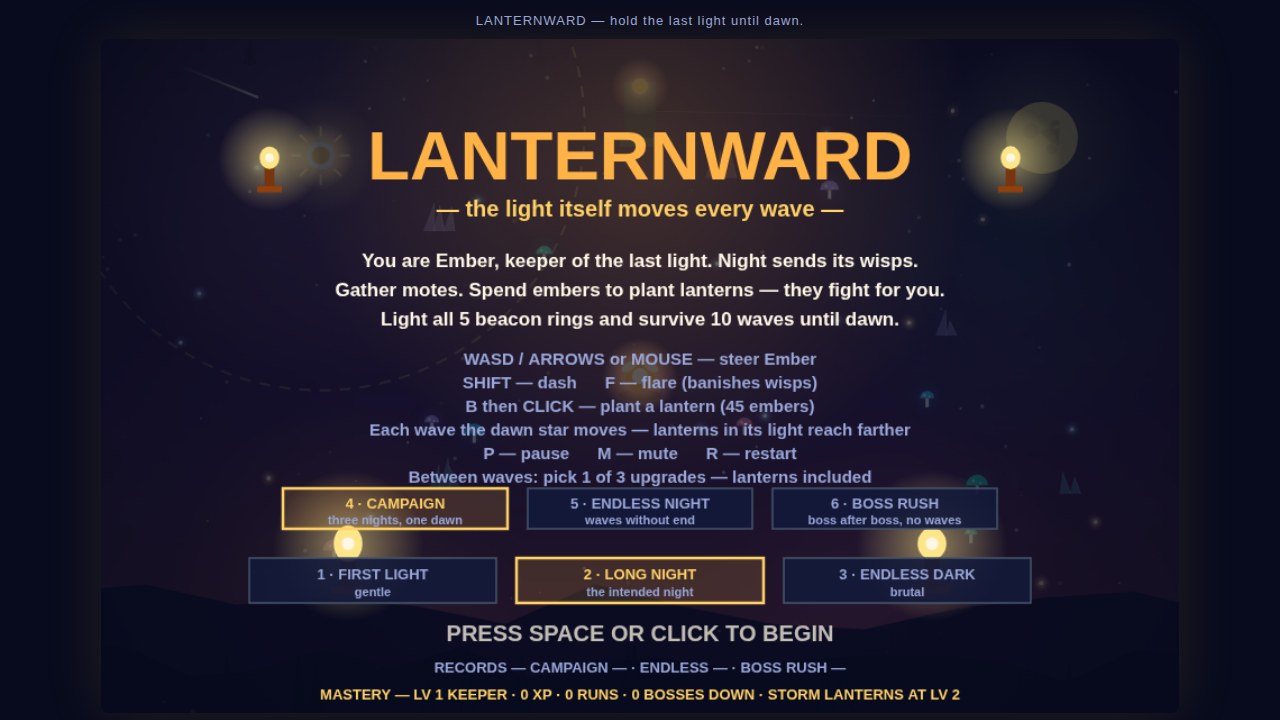 LANTERNWARD — hold the last light until dawn.
LANTERNWARD
— the light itself moves every wave —
You are Ember, keeper of the last light. Night sends its wisps.
Gather motes. Spend embers to plant lanterns — they fight for you.
Light all 5 beacon rings and survive 10 waves until dawn.
WASD / ARROWS or MOUSE — steer Ember
SHIFT — dash F — flare (banishes wisps)
B then CLICK — plant a lantern (45 embers)
Each wave the dawn star moves — lanterns in its light reach farther
P — pause M — mute R — restart
Between waves: pick 1 of 3 upgrades — lanterns included
4 · CAMPAIGN
three nights, one dawn
5 · ENDLESS NIGHT
waves without end
6 · BOSS RUSH
boss after boss, no waves
1 · FIRST LIGHT
gentle
2 · LONG NIGHT
the intended night
3 · ENDLESS DARK
brutal
PRESS SPACE OR CLICK TO BEGIN
RECORDS — CAMPAIGN — · ENDLESS — · BOSS RUSH —
MASTERY — LV 1 KEEPER · 0 XP · 0 RUNS · 0 BOSSES DOWN · STORM LANTERNS AT LV 2